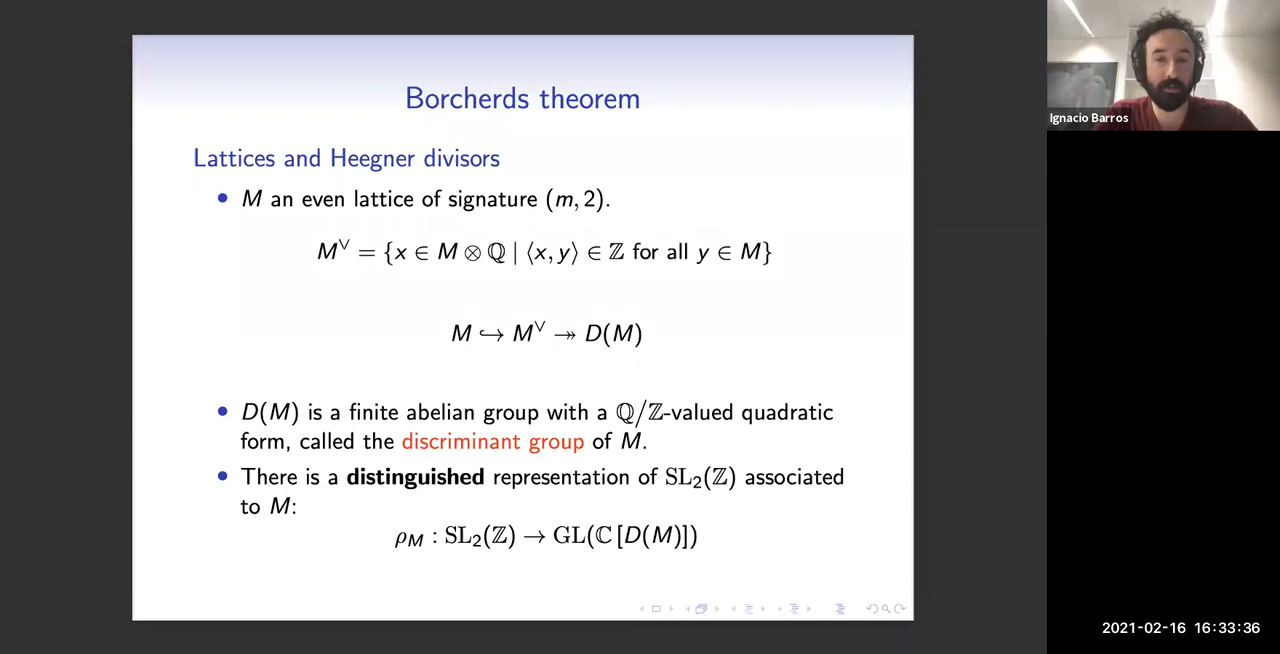 Borcherds theorem
Lattices and Heegner divisors
• M an even lattice of signature (m, 2).
M^∨ = {x ∈ M ⊗ ℚ | ⟨x, y⟩ ∈ ℤ for all y ∈ M}
M ↪ M^∨ ↠ D(M)
• D(M) is a finite abelian group with a ℚ/ℤ-valued quadratic
form, called the discriminant group of M.
• There is a distinguished representation of SL₂(ℤ) associated
to M:
ρ_M : SL₂(ℤ) → GL(ℂ [D(M)])
Ignacio Barros
2021-02-16 16:33:36